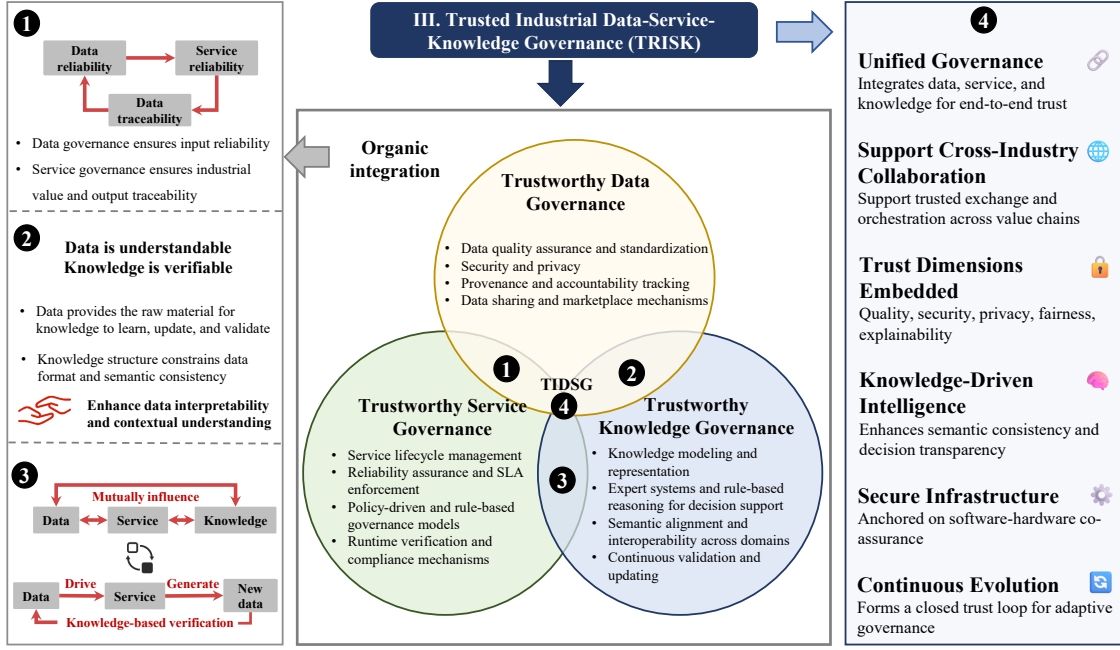 III. Trusted Industrial Data-Service-
Knowledge Governance (TRISK)
1
Data
reliability
Service
reliability
Data
traceability
• Data governance ensures input reliability
• Service governance ensures industrial
value and output traceability
2
Data is understandable
Knowledge is verifiable
• Data provides the raw material for
knowledge to learn, update, and validate
• Knowledge structure constrains data
format and semantic consistency
Enhance data interpretability
and contextual understanding
3
Mutually influence
Data
Service
Knowledge
Drive
Generate
Data
Service
New
data
Knowledge-based verification
Organic
integration
Trustworthy Data
Governance
• Data quality assurance and standardization
• Security and privacy
• Provenance and accountability tracking
• Data sharing and marketplace mechanisms
1
2
TIDSG
4
3
Trustworthy Service
Governance
• Service lifecycle management
• Reliability assurance and SLA
enforcement
• Policy-driven and rule-based
governance models
• Runtime verification and
compliance mechanisms
Trustworthy
Knowledge Governance
• Knowledge modeling and
representation
• Expert systems and rule-based
reasoning for decision support
• Semantic alignment and
interoperability across domains
• Continuous validation and
updating
4
Unified Governance
Integrates data, service, and
knowledge for end-to-end trust
Support Cross-Industry
Collaboration
Support trusted exchange and
orchestration across value chains
Trust Dimensions
Embedded
Quality, security, privacy, fairness,
explainability
Knowledge-Driven
Intelligence
Enhances semantic consistency and
decision transparency
Secure Infrastructure
Anchored on software-hardware co-
assurance
Continuous Evolution
Forms a closed trust loop for adaptive
governance